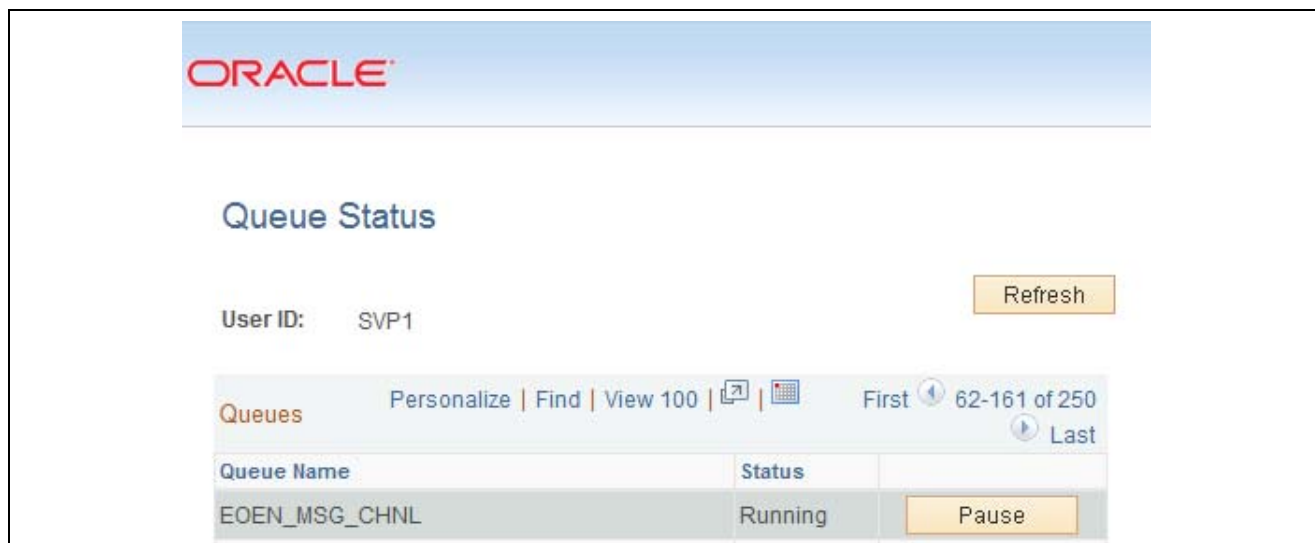 ORACLE
Queue Status
Refresh
User ID: SVP1
Queues Personalize | Find | View 100 | | First 62-161 of 250
Last
Queue Name Status
EOEN_MSG_CHNL Running Pause